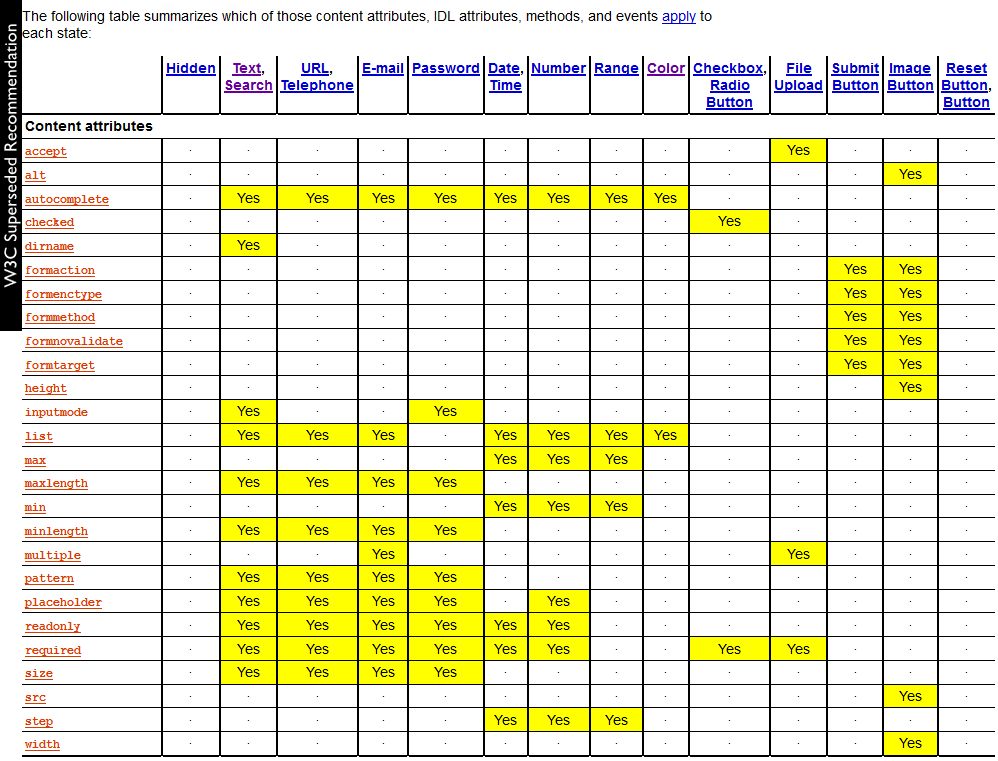 The following table summarizes which of those content attributes, IDL attributes, methods, and events apply to
each state:
W3C Superseded Recommendation
Hidden Text, Search URL, Telephone E-mail Password Date, Time Number Range Color Checkbox, Radio Button File Upload Submit Button Image Button Reset Button, Button
Content attributes
accept · · · · · · · · · · Yes · · ·
alt · · · · · · · · · · · · Yes ·
autocomplete · Yes Yes Yes Yes Yes Yes Yes Yes · · · · ·
checked · · · · · · · · · Yes · · · ·
dirname · Yes · · · · · · · · · · · ·
formaction · · · · · · · · · · · Yes Yes ·
formenctype · · · · · · · · · · · Yes Yes ·
formmethod · · · · · · · · · · · Yes Yes ·
formnovalidate · · · · · · · · · · · Yes Yes ·
formtarget · · · · · · · · · · · Yes Yes ·
height · · · · · · · · · · · · Yes ·
inputmode · Yes · · Yes · · · · · · · · ·
list · Yes Yes Yes · Yes Yes Yes Yes · · · · ·
max · · · · · Yes Yes Yes · · · · · ·
maxlength · Yes Yes Yes Yes · · · · · · · · ·
min · · · · · Yes Yes Yes · · · · · ·
minlength · Yes Yes Yes Yes · · · · · · · · ·
multiple · · · Yes · · · · · · Yes · · ·
pattern · Yes Yes Yes Yes · · · · · · · · ·
placeholder · Yes Yes Yes Yes · Yes · · · · · · ·
readonly · Yes Yes Yes Yes Yes Yes · · · · · · ·
required · Yes Yes Yes Yes Yes Yes · · Yes Yes · · ·
size · Yes Yes Yes Yes · · · · · · · · ·
src · · · · · · · · · · · · Yes ·
step · · · · · Yes Yes Yes · · · · · ·
width · · · · · · · · · · · · Yes ·